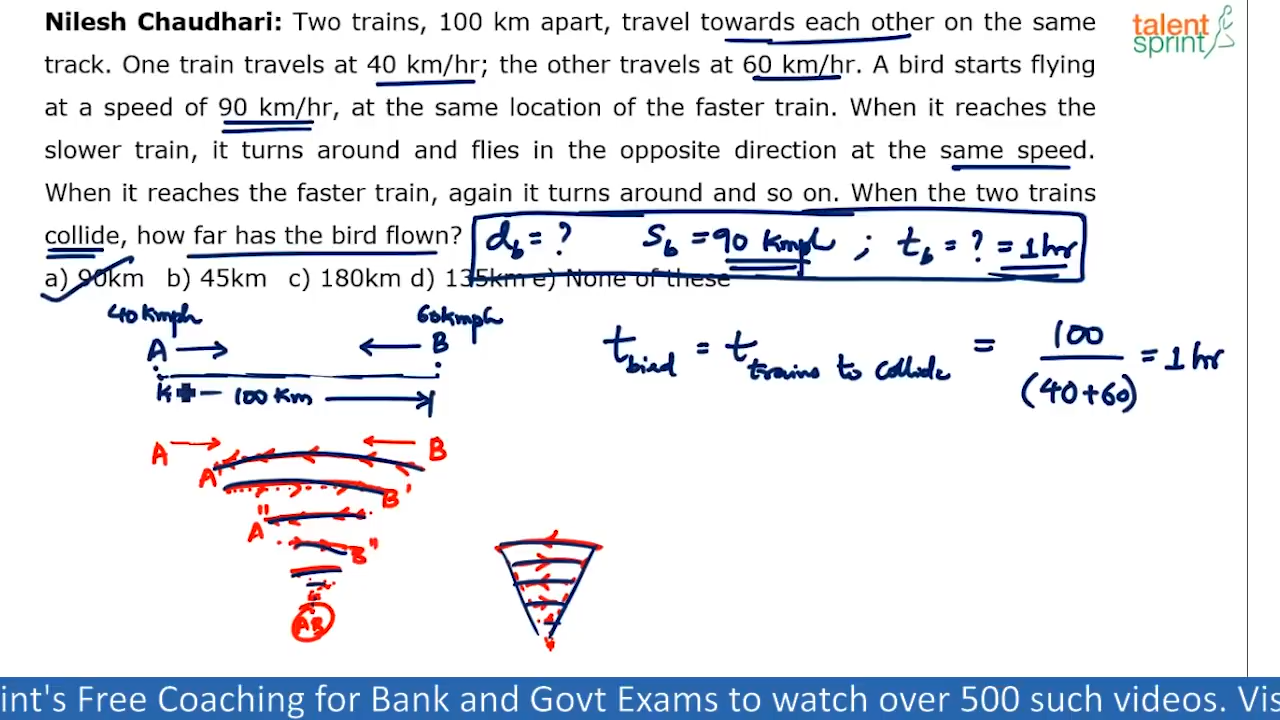 Nilesh Chaudhari: Two trains, 100 km apart, travel towards each other on the same
track. One train travels at 40 km/hr; the other travels at 60 km/hr. A bird starts flying
at a speed of 90 km/hr, at the same location of the faster train. When it reaches the
slower train, it turns around and flies in the opposite direction at the same speed.
When it reaches the faster train, again it turns around and so on. When the two trains
collide, how far has the bird flown?
talent
sprint
d_b = ? S_b = 90 kmph ; t_b = ? = 1 hr
a) 90km b) 45km c) 180km d) 135km e) None of these
40 Kmph 60 Kmph
A B
100 Km
t_bird = t_trains to collide = 100 / (40+60) = 1 hr
A B
A' B'
A" B"
AB
int's Free Coaching for Bank and Govt Exams to watch over 500 such videos. Vis